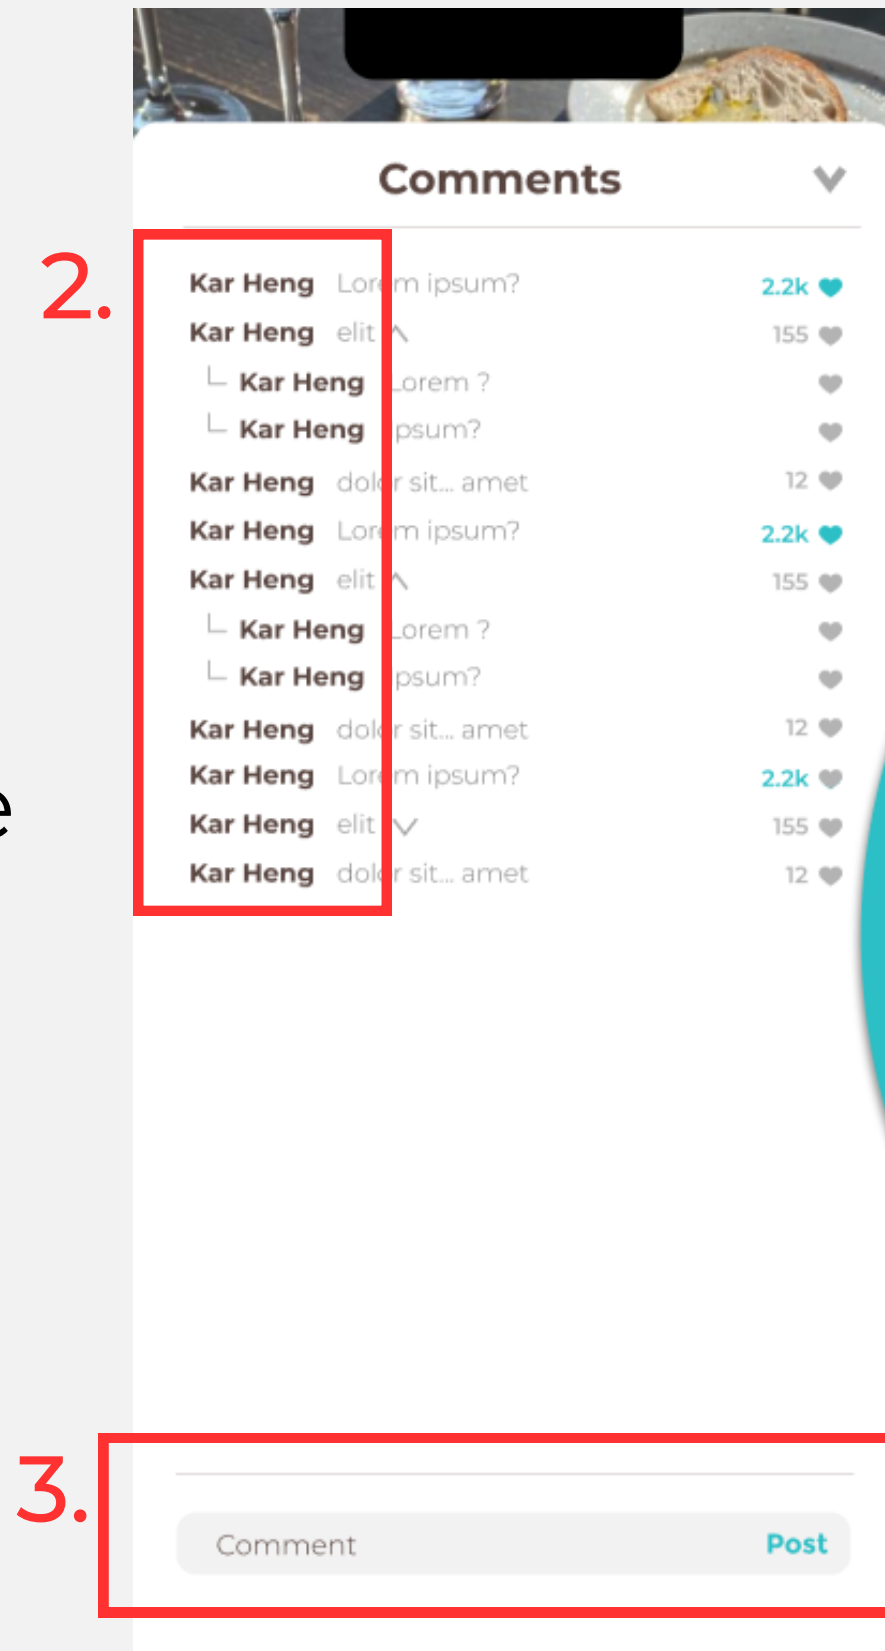 Comments
2.
Kar Heng Lorem ipsum? 2.2k
Kar Heng elit 155
Kar Heng Lorem ?
Kar Heng psum?
Kar Heng dolor sit... amet 12
Kar Heng Lorem ipsum? 2.2k
Kar Heng elit 155
Kar Heng Lorem ?
Kar Heng psum?
Kar Heng dolor sit... amet 12
Kar Heng Lorem ipsum? 2.2k
e
Kar Heng elit 155
Kar Heng dolor sit... amet 12
3.
Comment Post